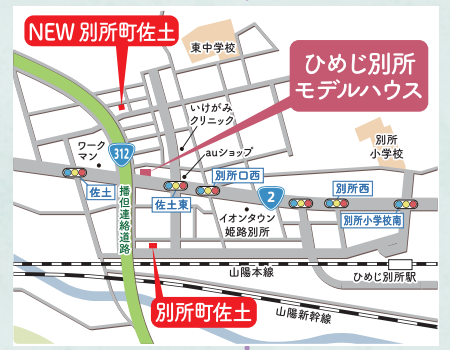 NEW 別所町佐土
東中学校
ひめじ別所
モデルハウス
いけがみ
クリニック
別所
小学校
ワーク
マン
312
auショップ
佐土
播但連絡道路
佐土東
別所口西
2
別所西
イオンタウン
姫路別所
別所小学校南
山陽本線
ひめじ別所駅
別所町佐土
山陽新幹線